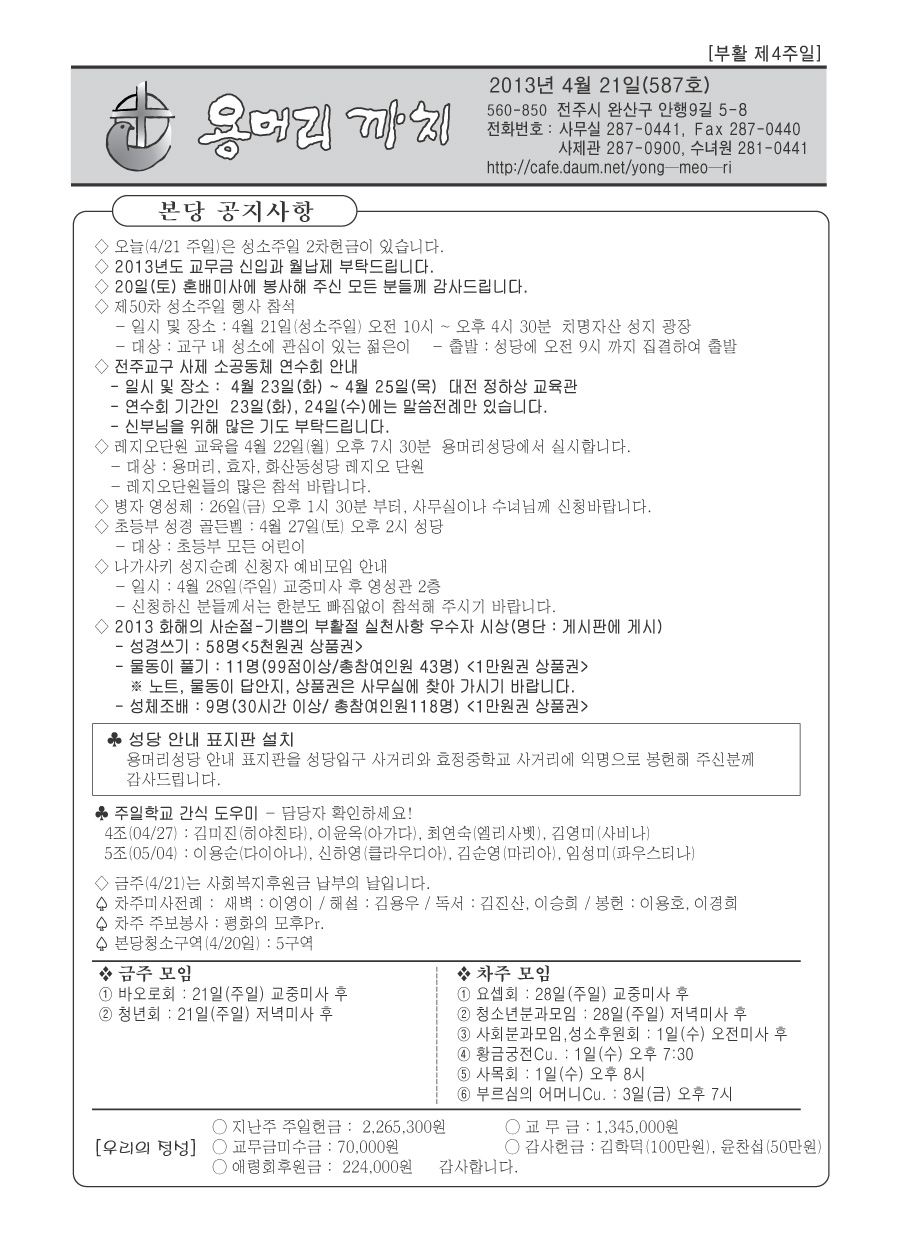 [부활 제4주일]
용머리 까치
2013년 4월 21일(587호)
560-850 전주시 완산구 안행9길 5-8
전화번호 : 사무실 287-0441, Fax 287-0440
사제관 287-0900, 수녀원 281-0441
http://cafe.daum.net/yong—meo—ri
본당 공지사항
◇ 오늘(4/21 주일)은 성소주일 2차헌금이 있습니다.
◇ 2013년도 교무금 신입과 월납제 부탁드립니다.
◇ 20일(토) 혼배미사에 봉사해 주신 모든 분들께 감사드립니다.
◇ 제50차 성소주일 행사 참석
- 일시 및 장소 : 4월 21일(성소주일) 오전 10시 ~ 오후 4시 30분 치명자산 성지 광장
- 대상 : 교구 내 성소에 관심이 있는 젊은이 - 출발 : 성당에 오전 9시 까지 집결하여 출발
◇ 전주교구 사제 소공동체 연수회 안내
- 일시 및 장소 : 4월 23일(화) ~ 4월 25일(목) 대전 정하상 교육관
- 연수회 기간인 23일(화), 24일(수)에는 말씀전례만 있습니다.
- 신부님을 위해 많은 기도 부탁드립니다.
◇ 레지오단원 교육을 4월 22일(월) 오후 7시 30분 용머리성당에서 실시합니다.
- 대상 : 용머리, 효자, 화산동성당 레지오 단원
- 레지오단원들의 많은 참석 바랍니다.
◇ 병자 영성체 : 26일(금) 오후 1시 30분 부터, 사무실이나 수녀님께 신청바랍니다.
◇ 초등부 성경 골든벨 : 4월 27일(토) 오후 2시 성당
- 대상 : 초등부 모든 어린이
◇ 나가사키 성지순례 신청자 예비모임 안내
- 일시 : 4월 28일(주일) 교중미사 후 영성관 2층
- 신청하신 분들께서는 한분도 빠짐없이 참석해 주시기 바랍니다.
◇ 2013 화해의 사순절-기쁨의 부활절 실천사항 우수자 시상(명단 : 게시판에 게시)
- 성경쓰기 : 58명<5천원권 상품권>
- 물동이 풀기 : 11명(99점이상/총참여인원 43명) <1만원권 상품권>
※ 노트, 물동이 답안지, 상품권은 사무실에 찾아 가시기 바랍니다.
- 성체조배 : 9명(30시간 이상/ 총참여인원118명) <1만원권 상품권>
♣ 성당 안내 표지판 설치
용머리성당 안내 표지판을 성당입구 사거리와 효정중학교 사거리에 익명으로 봉헌해 주신분께
감사드립니다.
♣ 주일학교 간식 도우미 - 담당자 확인하세요!
4조(04/27) : 김미진(히야친타), 이윤옥(아가다), 최연숙(엘리사벳), 김영미(사비나)
5조(05/04) : 이용순(다이아나), 신하영(클라우디아), 김순영(마리아), 임성미(파우스티나)
◇ 금주(4/21)는 사회복지후원금 납부의 날입니다.
♤ 차주미사전례 : 새벽 : 이영이 / 해설 : 김용우 / 독서 : 김진산, 이승희 / 봉헌 : 이용호, 이경희
♤ 차주 주보봉사 : 평화의 모후Pr.
♤ 본당청소구역(4/20일) : 5구역
❖ 금주 모임
① 바오로회 : 21일(주일) 교중미사 후
② 청년회 : 21일(주일) 저녁미사 후
❖ 차주 모임
① 요셉회 : 28일(주일) 교중미사 후
② 청소년분과모임 : 28일(주일) 저녁미사 후
③ 사회분과모임,성소후원회 : 1일(수) 오전미사 후
④ 황금궁전Cu. : 1일(수) 오후 7:30
⑤ 사목회 : 1일(수) 오후 8시
⑥ 부르심의 어머니Cu. : 3일(금) 오후 7시
[우리의 정성]
○ 지난주 주일헌금 : 2,265,300원 ○ 교 무 금 : 1,345,000원
○ 교무금미수금 : 70,000원 ○ 감사헌금 : 김학덕(100만원), 윤찬섭(50만원)
○ 애령회후원금 : 224,000원 감사합니다.